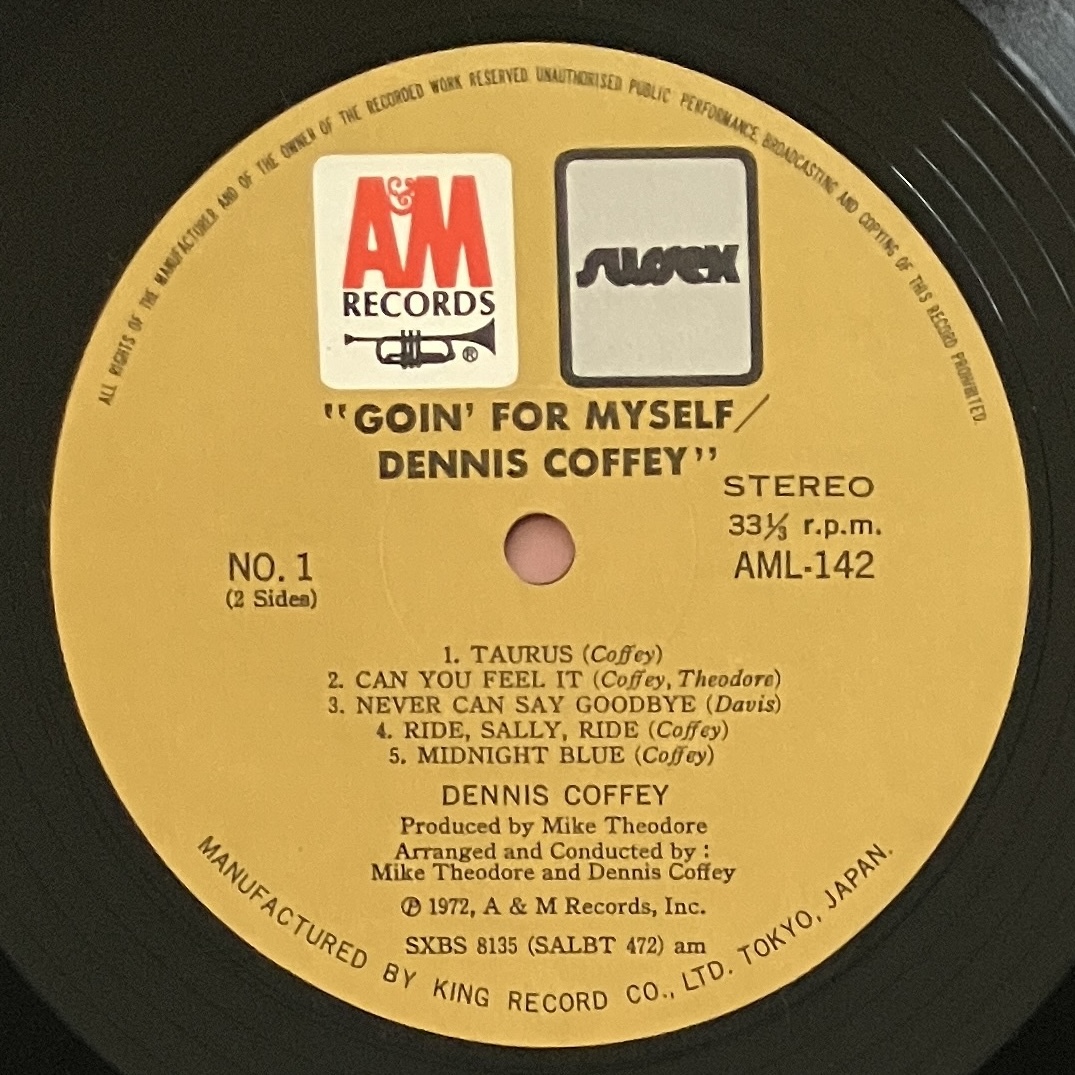 ALL RIGHTS OF THE MANUFACTURER AND OF THE OWNER OF THE RECORDED WORK RESERVED UNAUTHORISED PUBLIC PERFORMANCE, BROADCASTING AND COPYING OF THIS RECORD PROHIBITED.
A&M
RECORDS
®
sussex
"GOIN' FOR MYSELF/
DENNIS COFFEY"
STEREO
33⅓ r.p.m.
AML-142
NO. 1
(2 Sides)
1. TAURUS (Coffey)
2. CAN YOU FEEL IT (Coffey, Theodore)
3. NEVER CAN SAY GOODBYE (Davis)
4. RIDE, SALLY, RIDE (Coffey)
5. MIDNIGHT BLUE (Coffey)
DENNIS COFFEY
Produced by Mike Theodore
Arranged and Conducted by :
Mike Theodore and Dennis Coffey
℗ 1972, A & M Records, Inc.
SXBS 8135 (SALBT 472) am
MANUFACTURED BY KING RECORD CO., LTD. TOKYO, JAPAN.